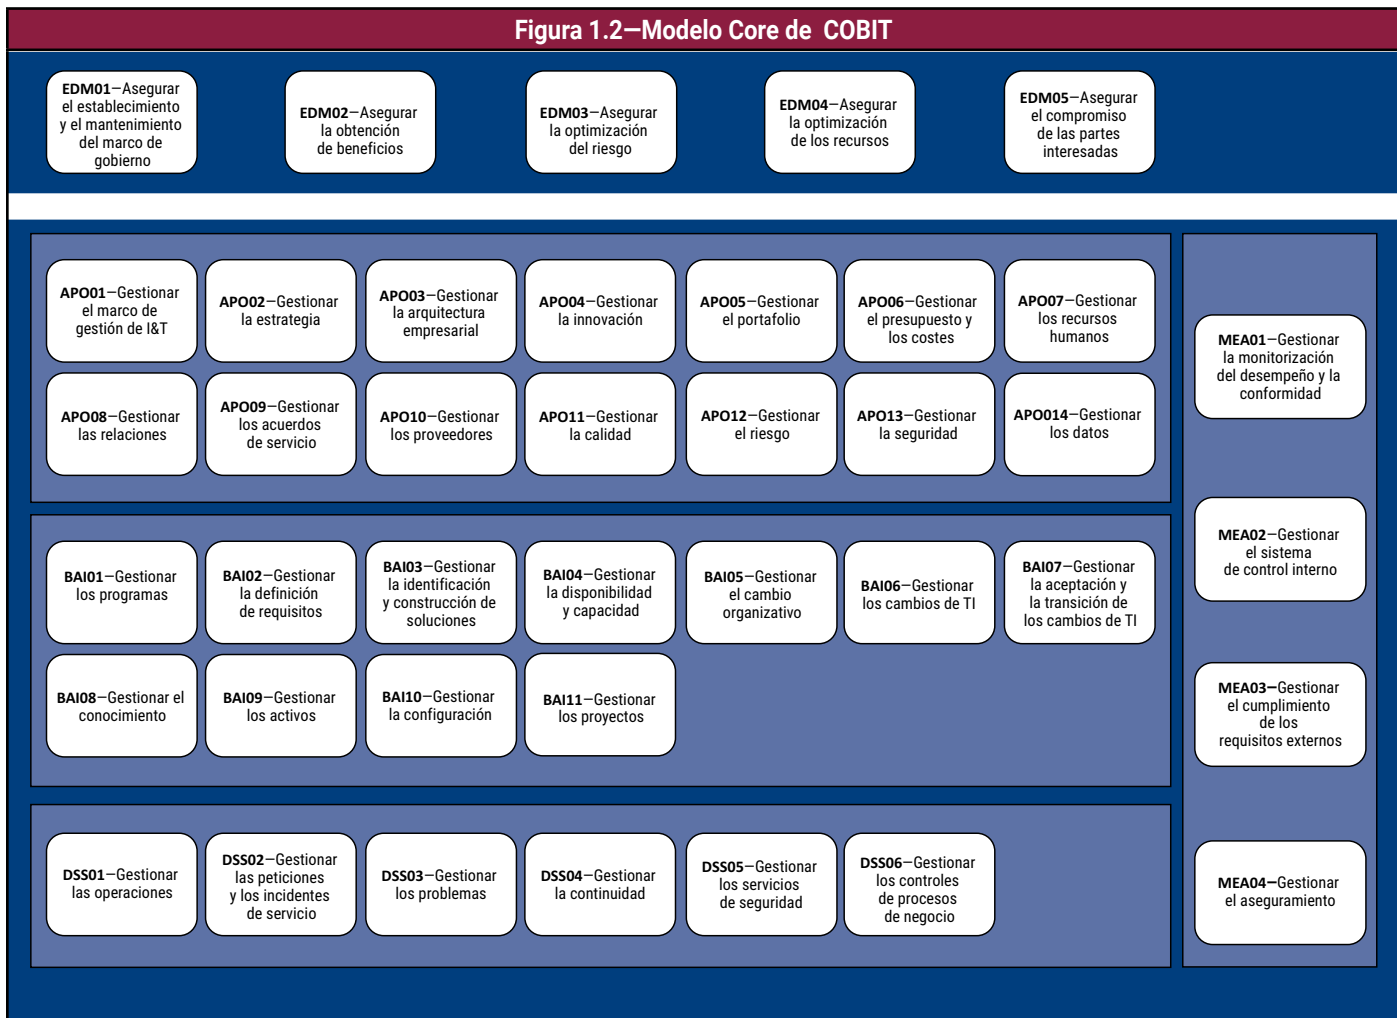 Figura 1.2—Modelo Core de COBIT
EDM01—Asegurar
el establecimiento
y el mantenimiento
del marco de
gobierno
EDM02—Asegurar
la obtención
de beneficios
EDM03—Asegurar
la optimización
del riesgo
EDM04—Asegurar
la optimización
de los recursos
EDM05—Asegurar
el compromiso
de las partes
interesadas
APO01—Gestionar
el marco de
gestión de I&T
APO02—Gestionar
la estrategia
APO03—Gestionar
la arquitectura
empresarial
APO04—Gestionar
la innovación
APO05—Gestionar
el portafolio
APO06—Gestionar
el presupuesto y
los costes
APO07—Gestionar
los recursos
humanos
APO08—Gestionar
las relaciones
APO09—Gestionar
los acuerdos
de servicio
APO10—Gestionar
los proveedores
APO11—Gestionar
la calidad
APO12—Gestionar
el riesgo
APO13—Gestionar
la seguridad
APO014—Gestionar
los datos
BAI01—Gestionar
los programas
BAI02—Gestionar
la definición
de requisitos
BAI03—Gestionar
la identificación
y construcción de
soluciones
BAI04—Gestionar
la disponibilidad
y capacidad
BAI05—Gestionar
el cambio
organizativo
BAI06—Gestionar
los cambios de TI
BAI07—Gestionar
la aceptación y
la transición de
los cambios de TI
BAI08—Gestionar el
conocimiento
BAI09—Gestionar
los activos
BAI10—Gestionar
la configuración
BAI11—Gestionar
los proyectos
DSS01—Gestionar
las operaciones
DSS02—Gestionar
las peticiones
y los incidentes
de servicio
DSS03—Gestionar
los problemas
DSS04—Gestionar
la continuidad
DSS05—Gestionar
los servicios
de seguridad
DSS06—Gestionar
los controles
de procesos
de negocio
MEA01—Gestionar
la monitorización
del desempeño y la
conformidad
MEA02—Gestionar
el sistema
de control interno
MEA03—Gestionar
el cumplimiento
de los
requisitos externos
MEA04—Gestionar
el aseguramiento